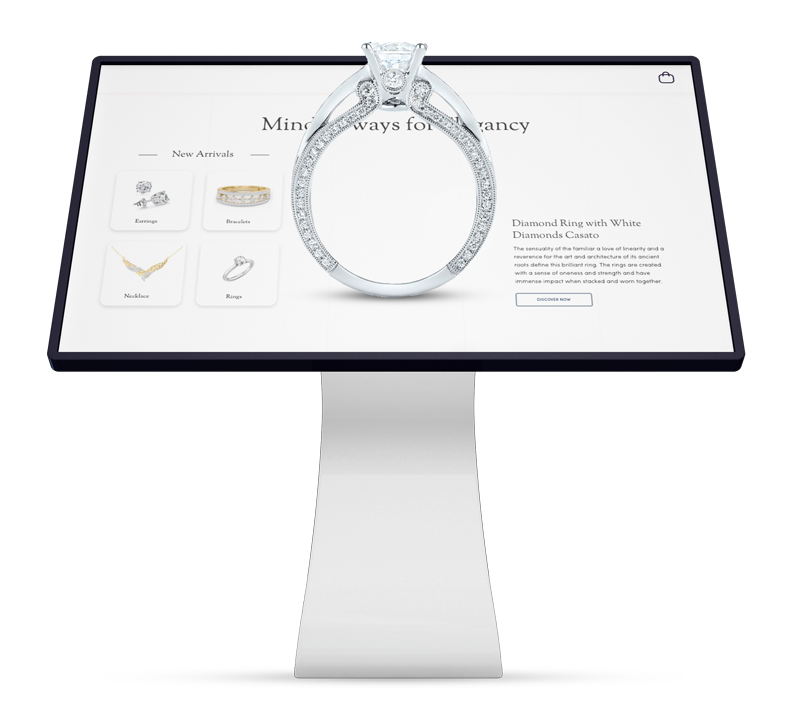 ways for
New Arrivals
Earrings
Bracelets
Necklace
Rings
Diamond Ring with White
Diamonds Casato
The sensuality of the familiar a love of linearity and a
reverence for the art and architecture of its ancient
roots define this brilliant ring. The rings are created
with a sense of oneness and strength and have
immense impact when stacked and worn together.
DISCOVER NOW